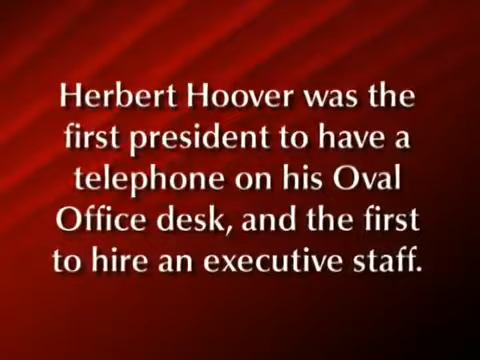 Herbert Hoover was the
first president to have a
telephone on his Oval
Office desk, and the first
to hire an executive staff.